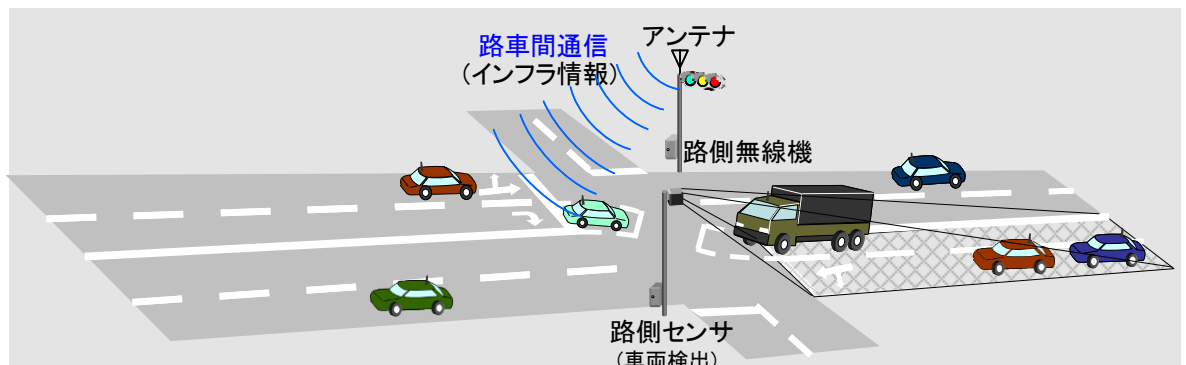 路車間通信
(インフラ情報)
アンテナ
路側無線機
路側センサ
(車両検出)